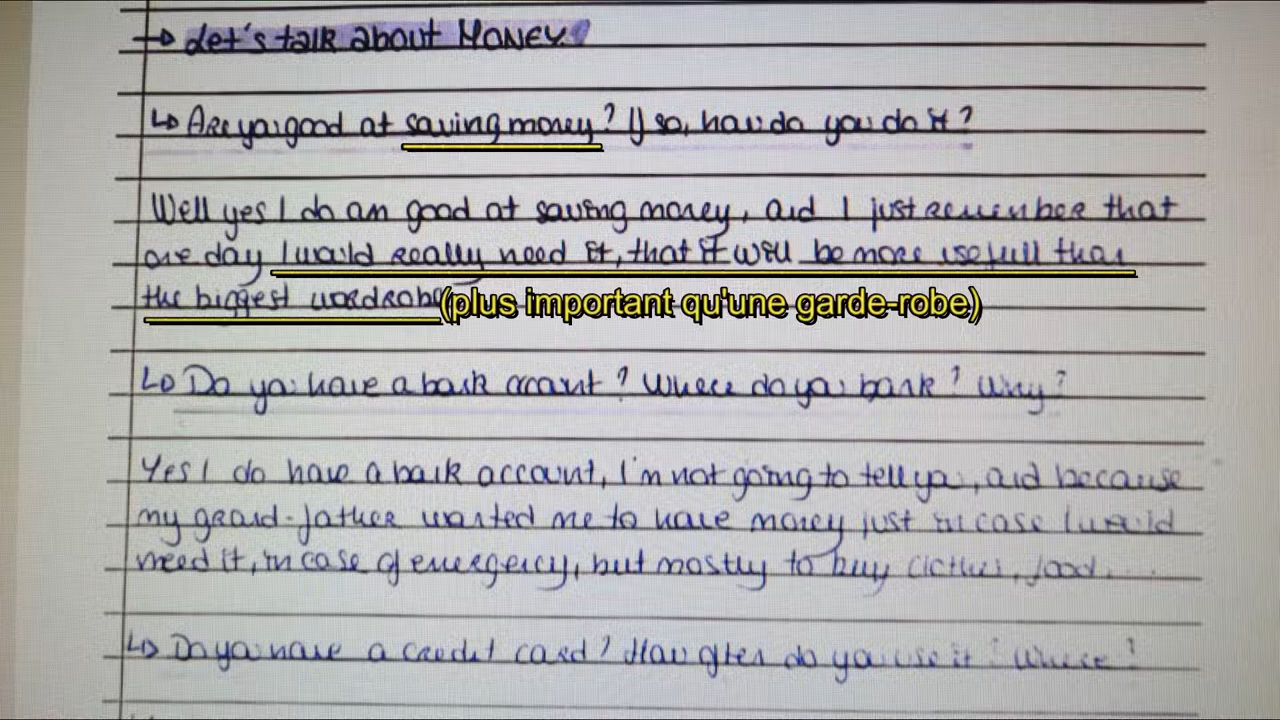 → Let's talk about MONEY.
↳ Are you good at saving money? If so, how do you do it?
Well yes I do am good at saving money, and I just remember that
one day I would really need it, that it will be more usefull than
the biggest wardrobe (plus important qu'une garde-robe)
↳ Do you have a bank account? Where do you bank? Why?
Yes I do have a bank account, I'm not going to tell you, and because
my grand-father wanted me to have money just in case I would
need it, in case of emergency, but mostly to buy clothes, food....
↳ Do you have a credit card? How often do you use it? Where?